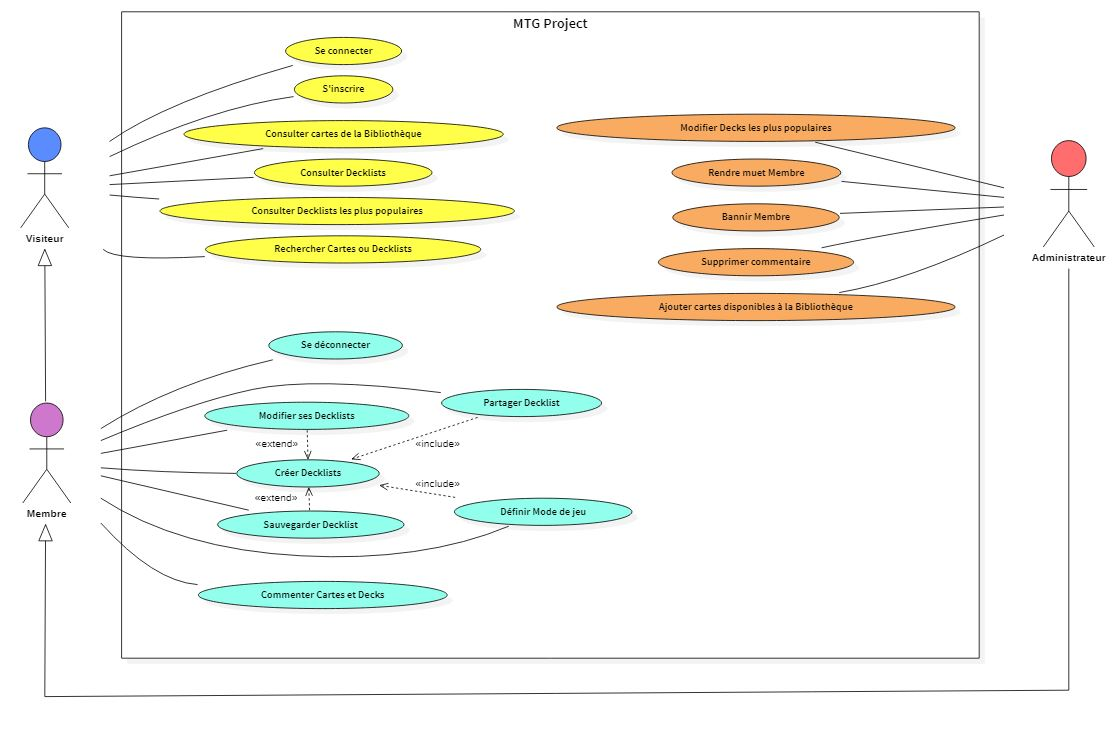 MTG Project
Se connecter
S'inscrire
Consulter cartes de la Bibliothèque
Consulter Decklists
Consulter Decklists les plus populaires
Rechercher Cartes ou Decklists
Visiteur
Modifier Decks les plus populaires
Rendre muet Membre
Bannir Membre
Supprimer commentaire
Ajouter cartes disponibles à la Bibliothèque
Administrateur
Se déconnecter
Partager Decklist
Modifier ses Decklists
«extend»
«include»
Créer Decklists
«extend»
«include»
Sauvegarder Decklist
Définir Mode de jeu
Membre
Commenter Cartes et Decks